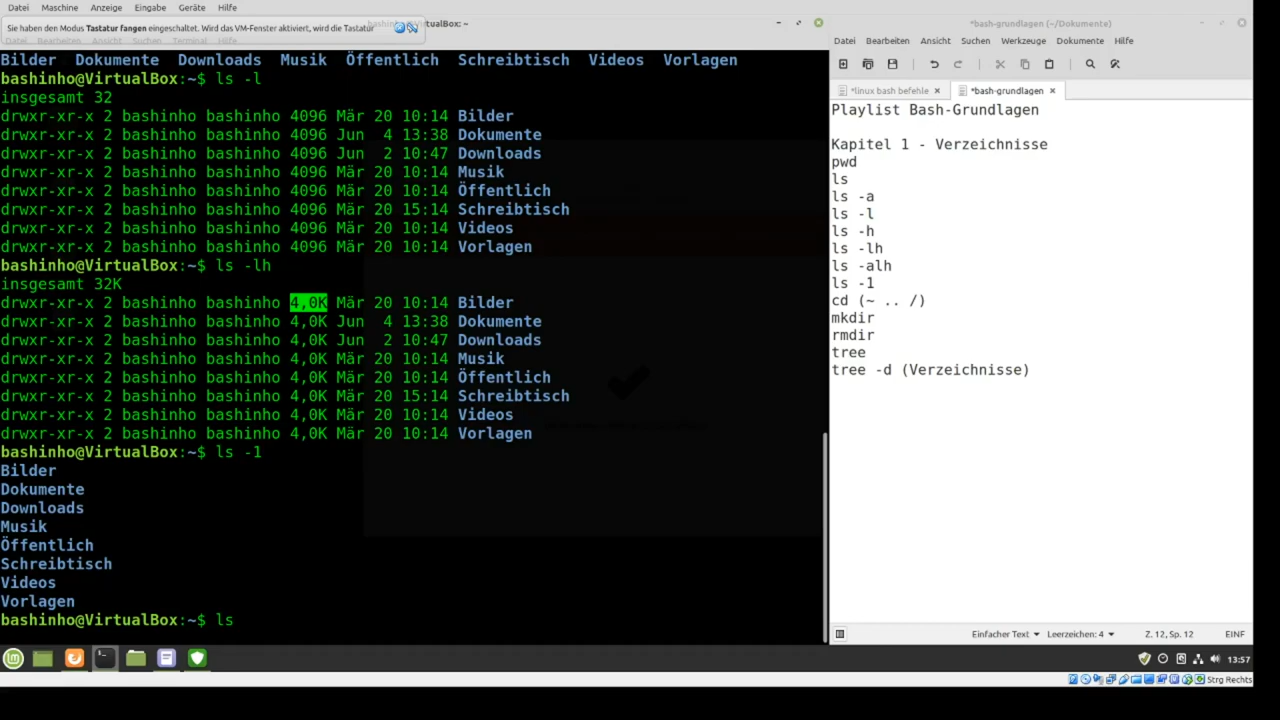 Datei Maschine Anzeige Eingabe Geräte Hilfe
Sie haben den Modus Tastatur fangen eingeschaltet. Wird das VM-Fenster aktiviert, wird die Tastatur
Datei Bearbeiten Ansicht Suchen Terminal Hilfe
Bilder Dokumente Downloads Musik Öffentlich Schreibtisch Videos Vorlagen
bashinho@VirtualBox:~$ ls -l
insgesamt 32
drwxr-xr-x 2 bashinho bashinho 4096 Mär 20 10:14 Bilder
drwxr-xr-x 2 bashinho bashinho 4096 Jun  4 13:38 Dokumente
drwxr-xr-x 2 bashinho bashinho 4096 Jun  2 10:47 Downloads
drwxr-xr-x 2 bashinho bashinho 4096 Mär 20 10:14 Musik
drwxr-xr-x 2 bashinho bashinho 4096 Mär 20 10:14 Öffentlich
drwxr-xr-x 2 bashinho bashinho 4096 Mär 20 15:14 Schreibtisch
drwxr-xr-x 2 bashinho bashinho 4096 Mär 20 10:14 Videos
drwxr-xr-x 2 bashinho bashinho 4096 Mär 20 10:14 Vorlagen
bashinho@VirtualBox:~$ ls -lh
insgesamt 32K
drwxr-xr-x 2 bashinho bashinho 4,0K Mär 20 10:14 Bilder
drwxr-xr-x 2 bashinho bashinho 4,0K Jun  4 13:38 Dokumente
drwxr-xr-x 2 bashinho bashinho 4,0K Jun  2 10:47 Downloads
drwxr-xr-x 2 bashinho bashinho 4,0K Mär 20 10:14 Musik
drwxr-xr-x 2 bashinho bashinho 4,0K Mär 20 10:14 Öffentlich
drwxr-xr-x 2 bashinho bashinho 4,0K Mär 20 15:14 Schreibtisch
drwxr-xr-x 2 bashinho bashinho 4,0K Mär 20 10:14 Videos
drwxr-xr-x 2 bashinho bashinho 4,0K Mär 20 10:14 Vorlagen
bashinho@VirtualBox:~$ ls -1
Bilder
Dokumente
Downloads
Musik
Öffentlich
Schreibtisch
Videos
Vorlagen
bashinho@VirtualBox:~$ ls
*bash-grundlagen (~/Dokumente)
Datei Bearbeiten Ansicht Suchen Werkzeuge Dokumente Hilfe
*linux bash befehle *bash-grundlagen
Playlist Bash-Grundlagen
Kapitel 1 - Verzeichnisse
pwd
ls
ls -a
ls -l
ls -h
ls -lh
ls -alh
ls -1
cd (~ .. /)
mkdir
rmdir
tree
tree -d (Verzeichnisse)
Einfacher Text Leerzeichen: 4 Z. 12, Sp. 12 EINF
13:57
Strg Rechts